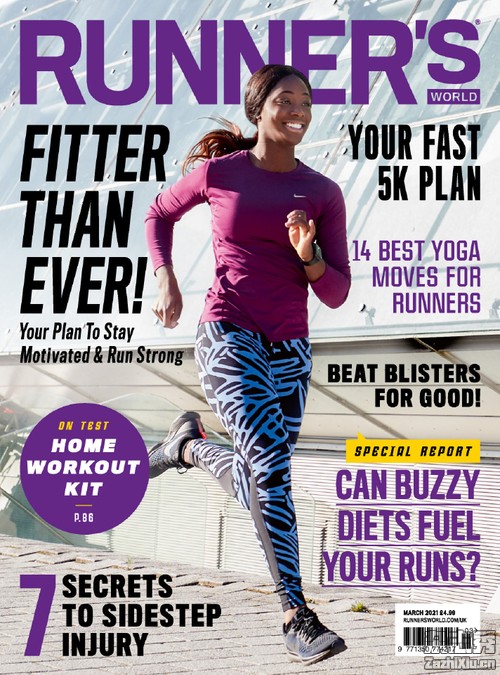 RUNNER'S
WORLD
FITTER
THAN
EVER!
Your Plan To Stay
Motivated & Run Strong
YOUR FAST
5K PLAN
14 BEST YOGA
MOVES FOR
RUNNERS
BEAT BLISTERS
FOR GOOD!
ON TEST
HOME
WORKOUT
KIT
P.86
SPECIAL REPORT
CAN BUZZY
DIETS FUEL
YOUR RUNS?
7 SECRETS
TO SIDESTEP
INJURY
MARCH 2021 £4.99
RUNNERSWORLD.COM/UK
ZazhiXiu.cn